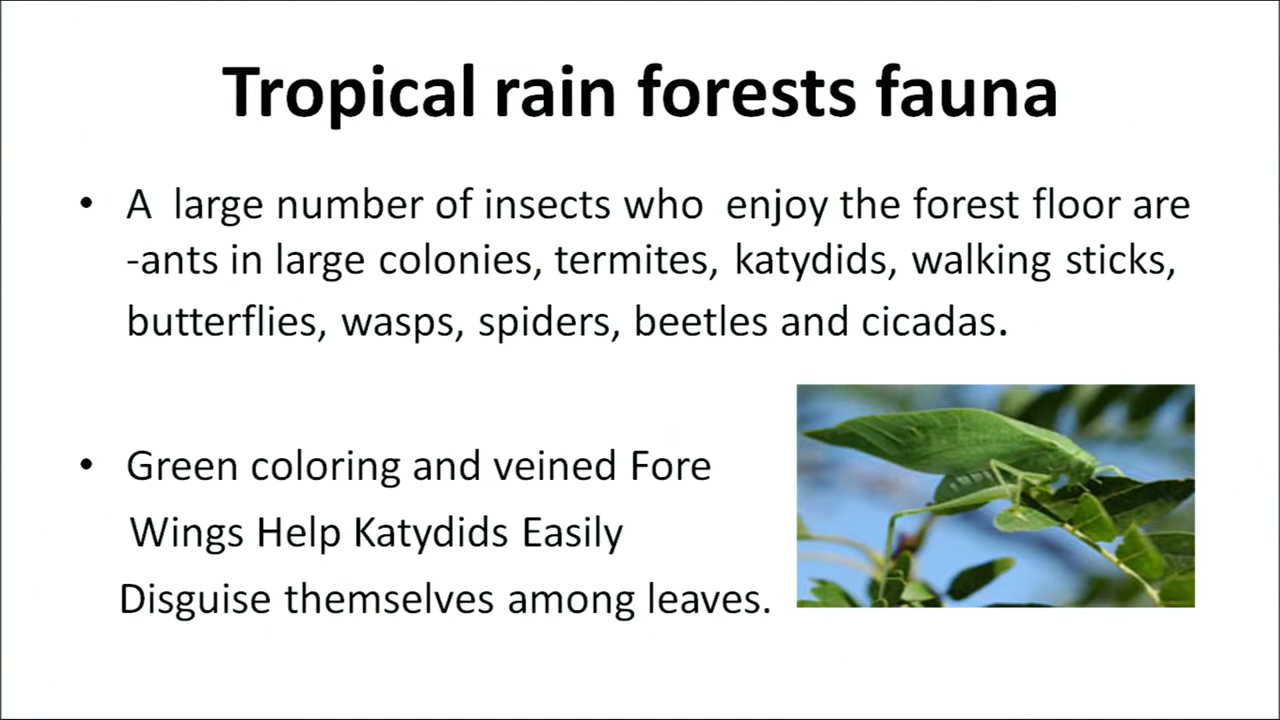 Tropical rain forests fauna
• A large number of insects who enjoy the forest floor are
-ants in large colonies, termites, katydids, walking sticks,
butterflies, wasps, spiders, beetles and cicadas.
• Green coloring and veined Fore
Wings Help Katydids Easily
Disguise themselves among leaves.